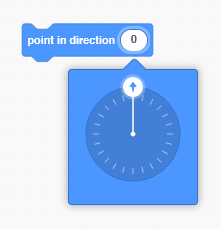 point in direction 0